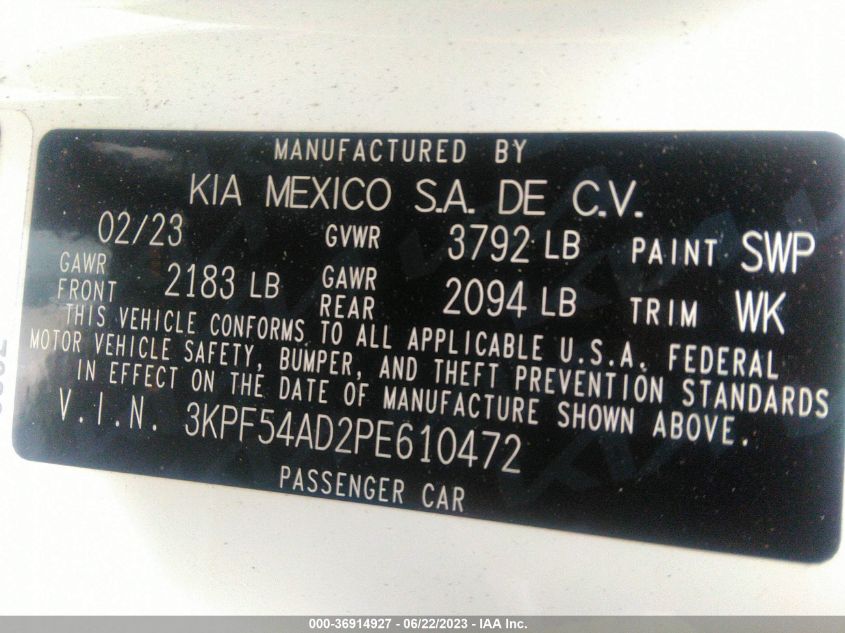 MANUFACTURED BY
KIA MEXICO S.A. DE C.V.
02/23 GVWR 3792 LB PAINT SWP
GAWR FRONT 2183 LB GAWR REAR 2094 LB TRIM WK
THIS VEHICLE CONFORMS TO ALL APPLICABLE U.S.A. FEDERAL
MOTOR VEHICLE SAFETY, BUMPER, AND THEFT PREVENTION STANDARDS
IN EFFECT ON THE DATE OF MANUFACTURE SHOWN ABOVE.
V.I.N. 3KPF54AD2PE610472
PASSENGER CAR
000-36914927 - 06/22/2023 - IAA Inc.